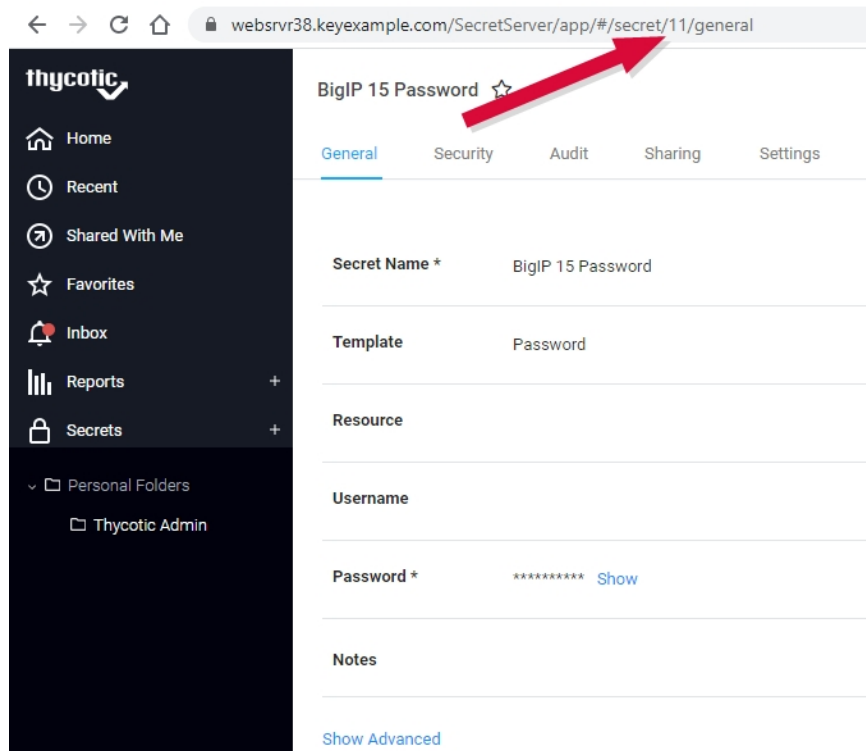 websrvr38.keyexample.com/SecretServer/app/#/secret/11/general
thycotic
Home
Recent
Shared With Me
Favorites
Inbox
Reports +
Secrets +
Personal Folders
Thycotic Admin
BigIP 15 Password
General Security Audit Sharing Settings
Secret Name * BigIP 15 Password
Template Password
Resource
Username
Password * ********** Show
Notes
Show Advanced